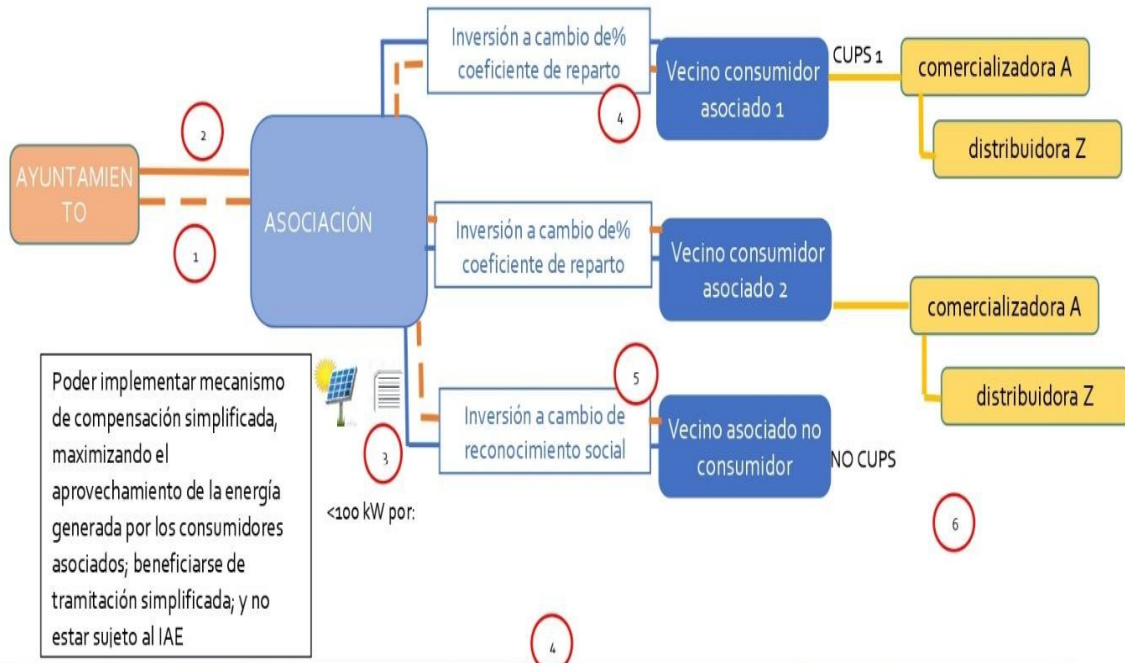 Inversión a cambio de%
coeficiente de reparto
4
Vecino consumidor
asociado 1
CUPS 1
comercializadora A
distribuidora Z
2
AYUNTAMIEN
TO
1
ASOCIACIÓN
Inversión a cambio de%
coeficiente de reparto
Vecino consumidor
asociado 2
comercializadora A
distribuidora Z
5
Inversión a cambio de
reconocimiento social
Vecino asociado no
consumidor
NO CUPS
3
<100 kW por:
6
Poder implementar mecanismo
de compensación simplificada,
maximizando el
aprovechamiento de la energía
generada por los consumidores
asociados; beneficiarse de
tramitación simplificada; y no
estar sujeto al IAE
4